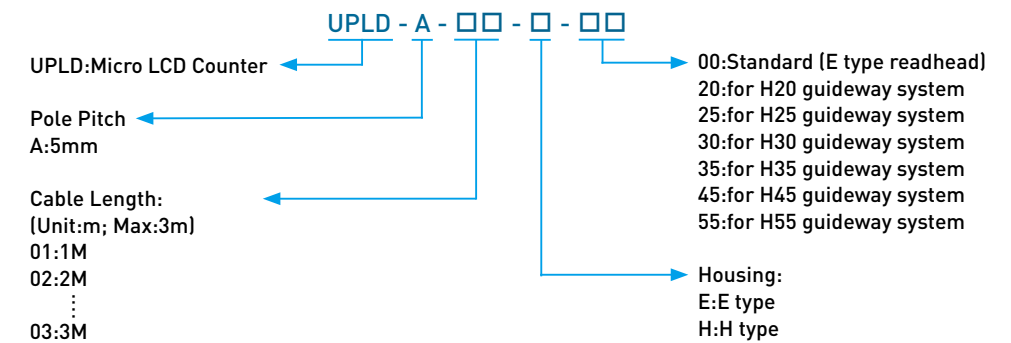 UPLD - A - □□ - □ - □□
UPLD:Micro LCD Counter
Pole Pitch
A:5mm
Cable Length:
(Unit:m; Max:3m)
01:1M
02:2M
⋮
03:3M
00:Standard (E type readhead)
20:for H20 guideway system
25:for H25 guideway system
30:for H30 guideway system
35:for H35 guideway system
45:for H45 guideway system
55:for H55 guideway system
Housing:
E:E type
H:H type